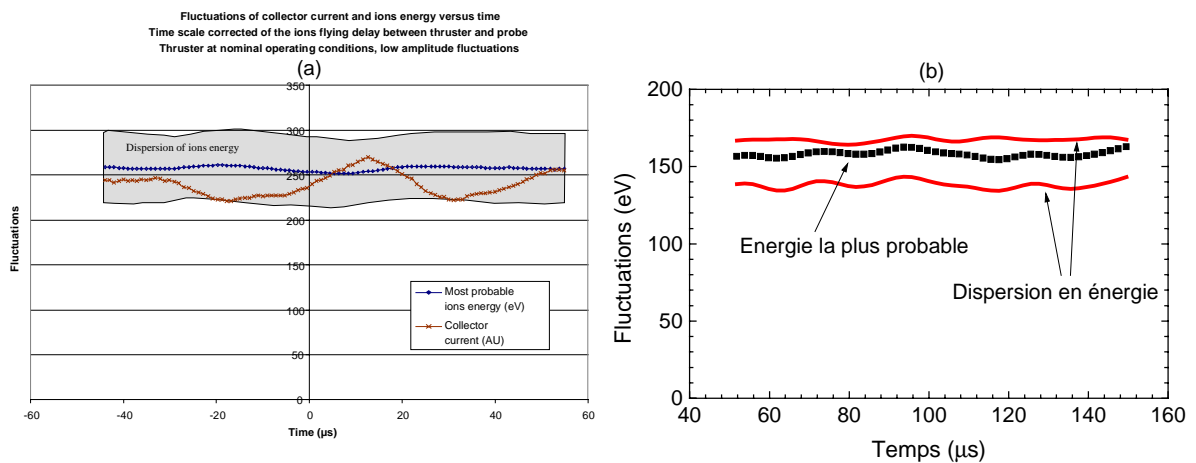 Fluctuations of collector current and ions energy versus time
Time scale corrected of the ions flying delay between thruster and probe
Thruster at nominal operating conditions, low amplitude fluctuations
(a)
350
300
250
200
150
100
50
0
Dispersion of ions energy
Most probable
ions energy (eV)
Collector
current (AU)
Fluctuations
-60
-40
-20
0
20
40
60
Time (µs)
(b)
200
150
100
50
0
Fluctuations (eV)
Energie la plus probable
Dispersion en énergie
40
60
80
100
120
140
160
Temps (µs)